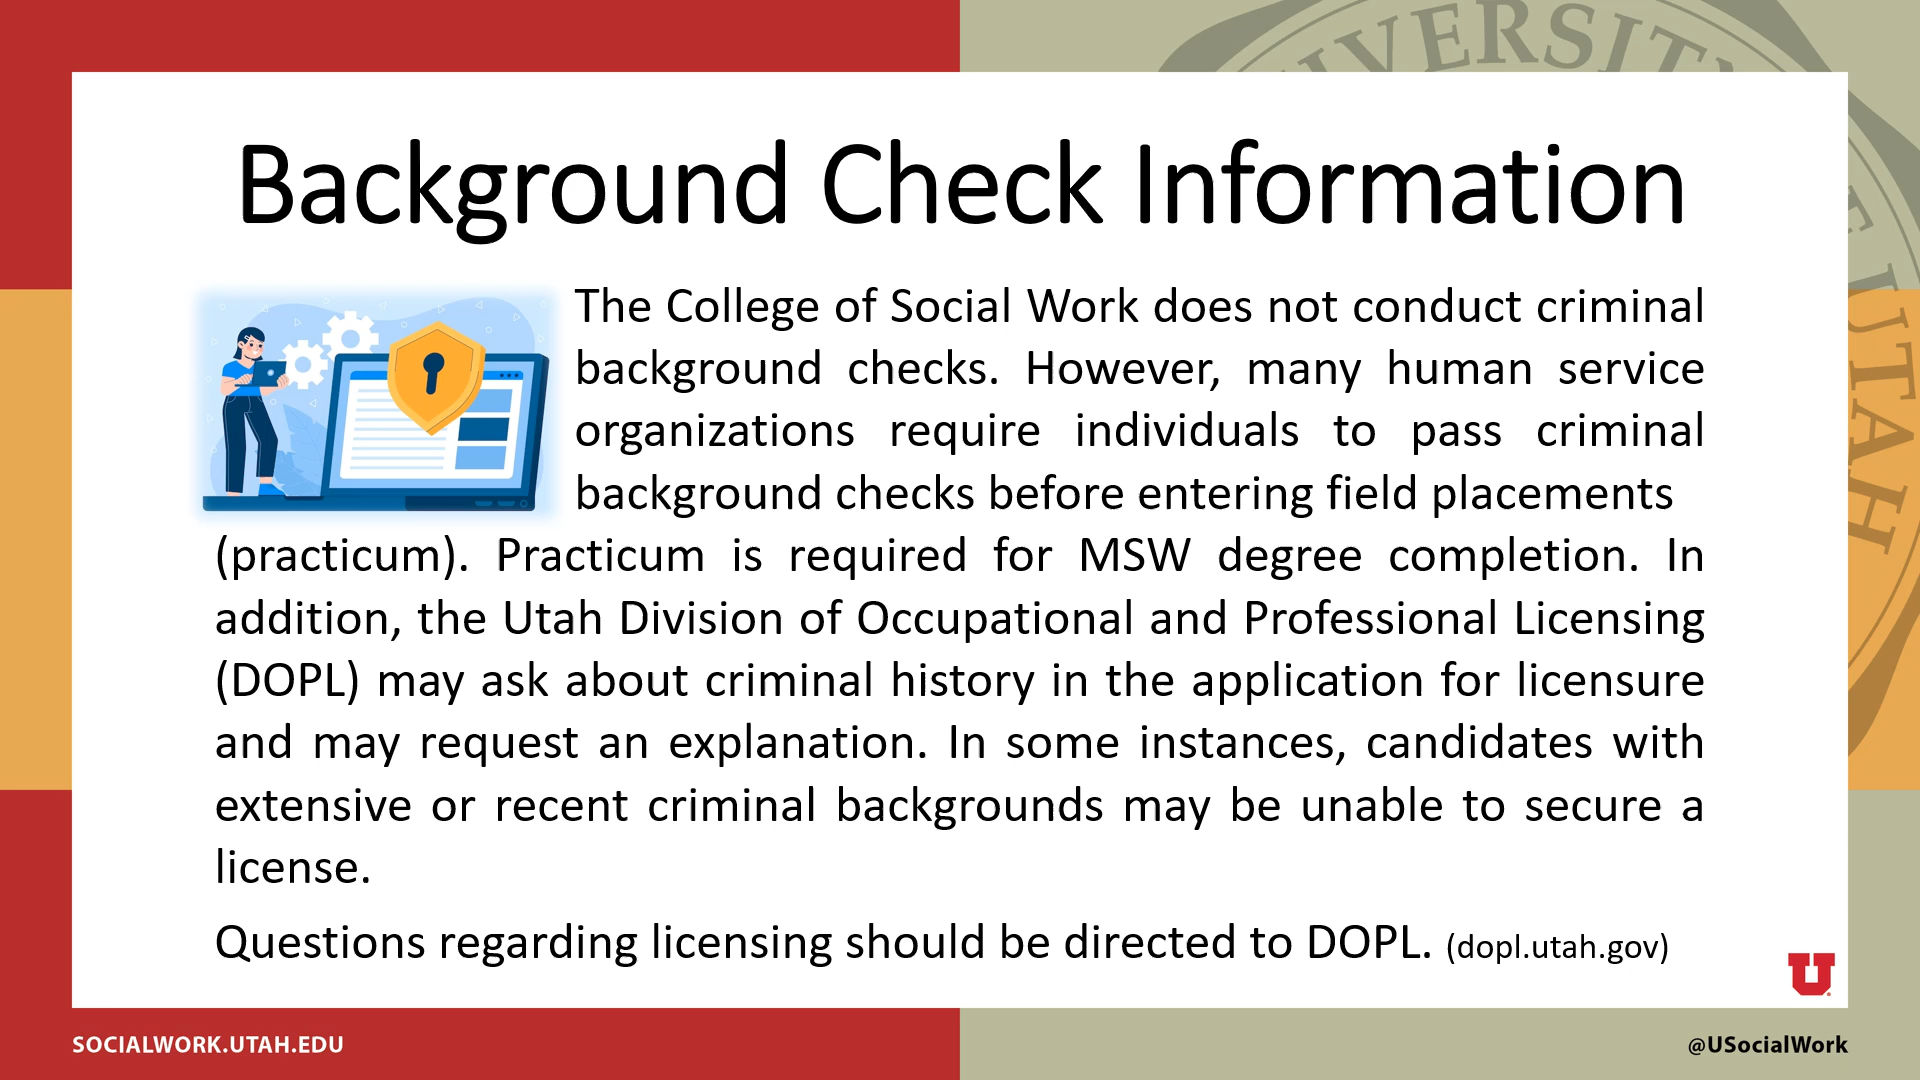 UNIVERSITY
UTAH
Background Check Information
The College of Social Work does not conduct criminal
background checks. However, many human service
organizations require individuals to pass criminal
background checks before entering field placements
(practicum). Practicum is required for MSW degree completion. In
addition, the Utah Division of Occupational and Professional Licensing
(DOPL) may ask about criminal history in the application for licensure
and may request an explanation. In some instances, candidates with
extensive or recent criminal backgrounds may be unable to secure a
license.
Questions regarding licensing should be directed to DOPL. (dopl.utah.gov)
U
SOCIALWORK.UTAH.EDU
@USocialWork